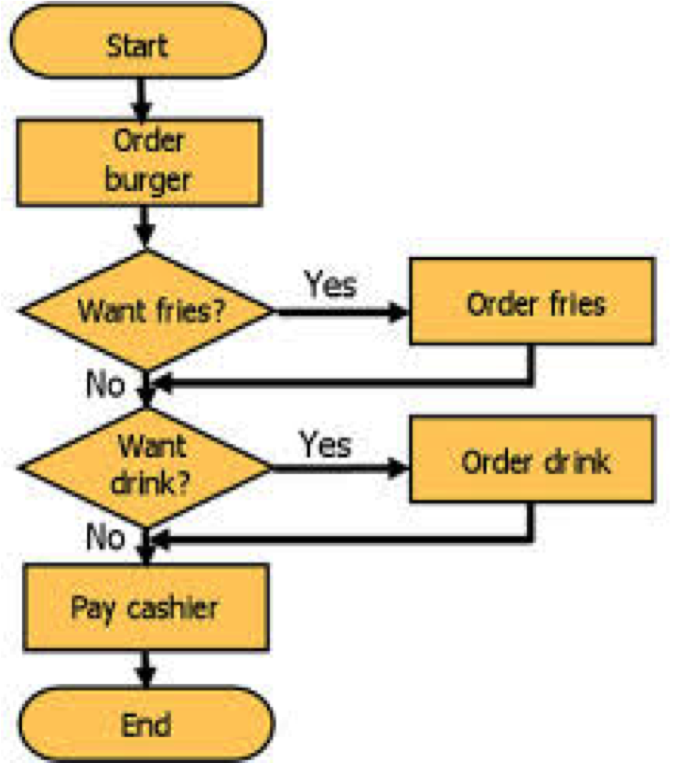 Start
Order
burger
Want fries?
Yes
Order fries
No
Want
drink?
Yes
Order drink
No
Pay cashier
End